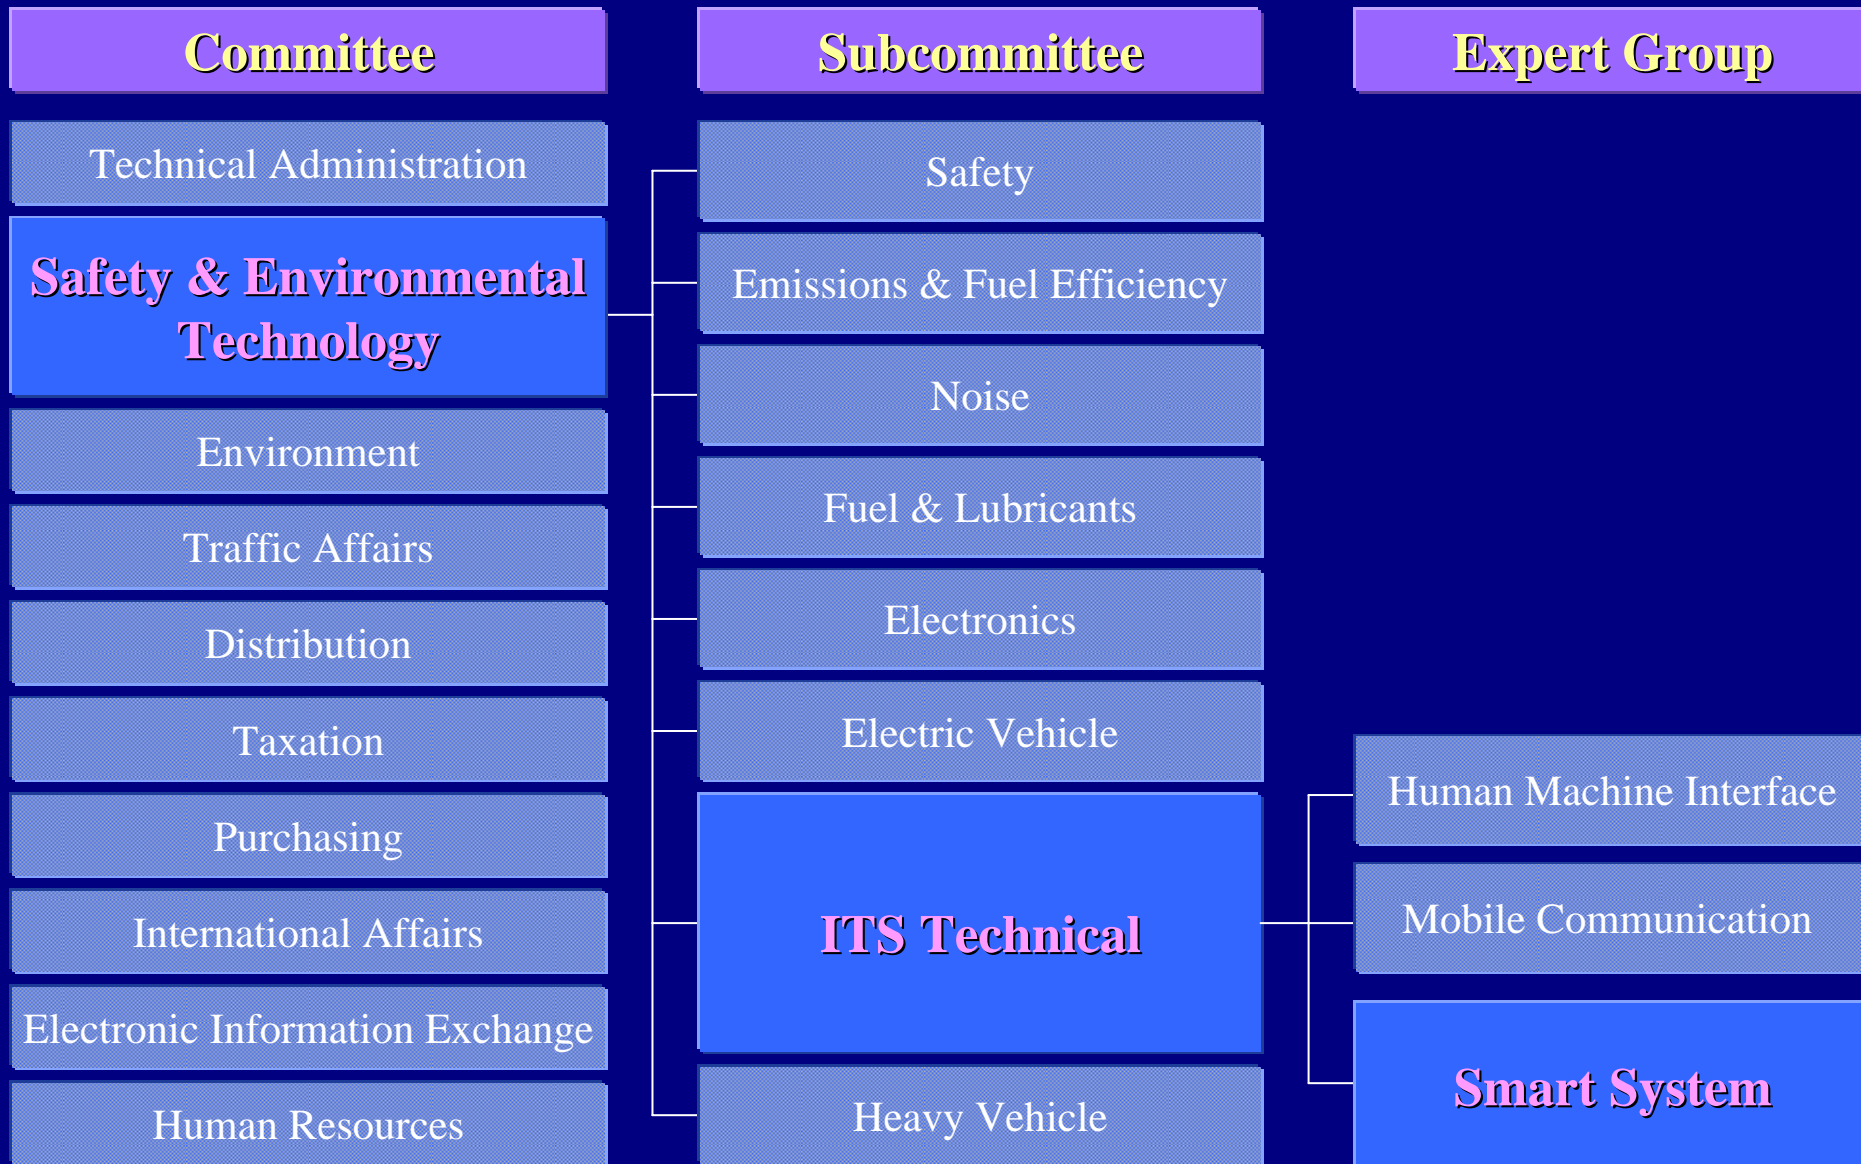 Committee
Technical Administration
Safety & Environmental
Technology
Environment
Traffic Affairs
Distribution
Taxation
Purchasing
International Affairs
Electronic Information Exchange
Human Resources
Subcommittee
Safety
Emissions & Fuel Efficiency
Noise
Fuel & Lubricants
Electronics
Electric Vehicle
ITS Technical
Heavy Vehicle
Expert Group
Human Machine Interface
Mobile Communication
Smart System